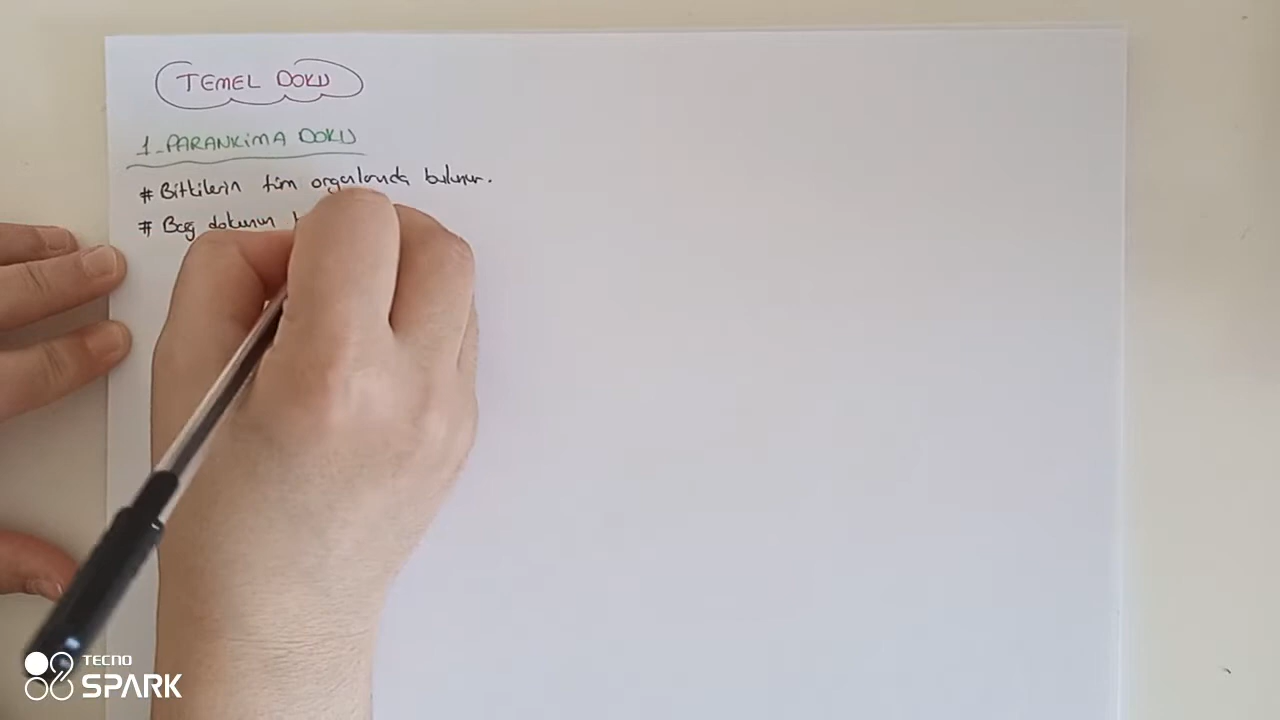 TEMEL DOKU
1_PARANKİMA DOKU
# Bitkilerin tüm organlarında bulunur.
# Bağ dokunun
TECNO
SPARK